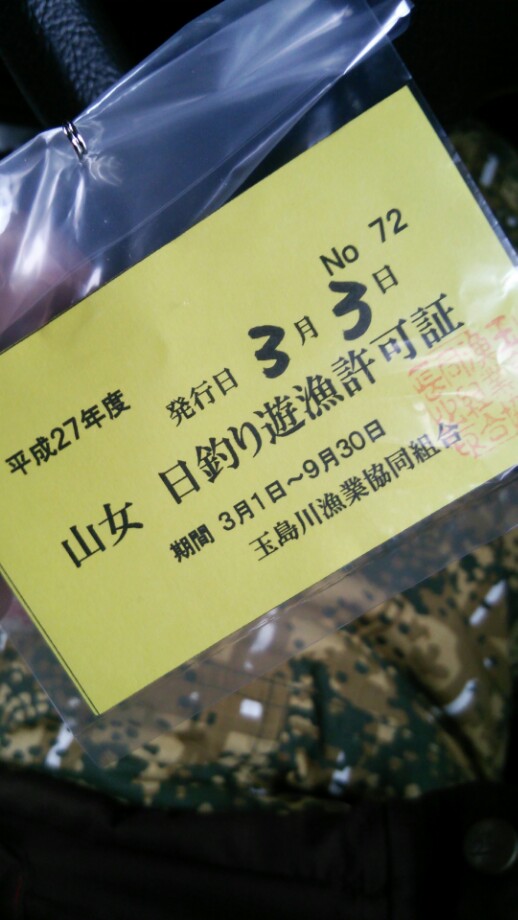 No 72
平成27年度
発行日 3月3日
山女 日釣り遊漁許可証
期間 3月1日〜9月30日
玉島川漁業協同組合